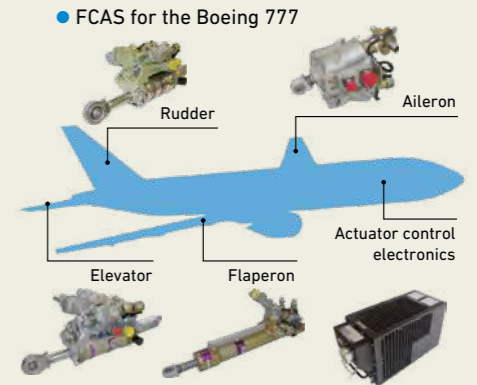 FCAS for the Boeing 777
Rudder
Aileron
Actuator control
electronics
Elevator
Flaperon